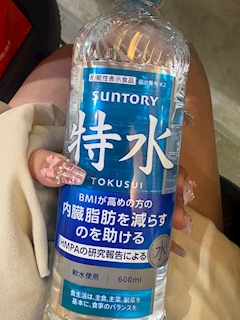 機能性表示食品
SUNTORY
特水
TOKUSUI
BMIが高めの方の
内臓脂肪を減らす
のを助ける
HMPAの研究報告による
水
軟水使用
600ml
食生活は、主食、主菜、副菜を
基本に、食事のバランスを。